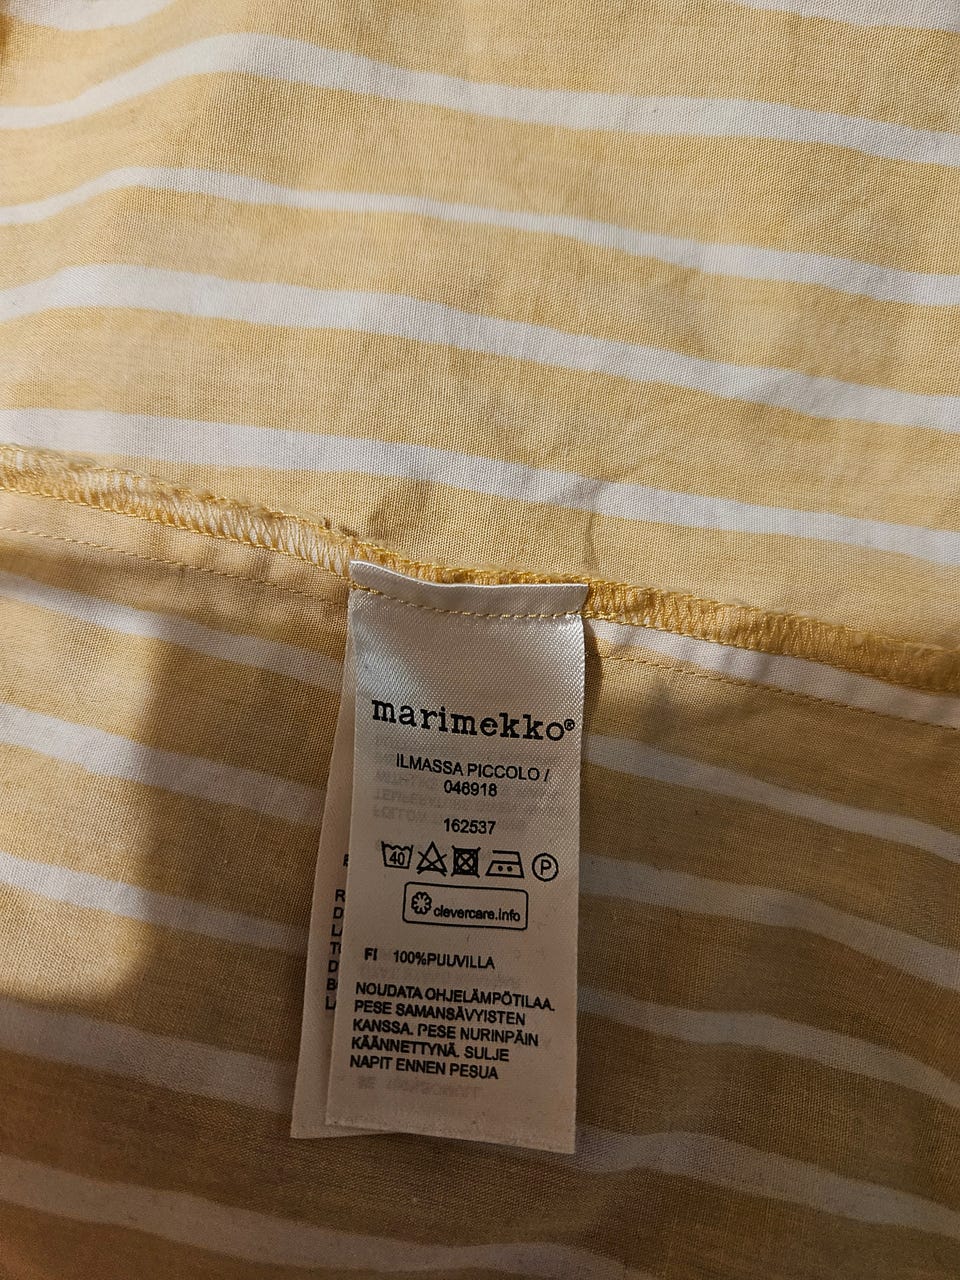 marimekko®
ILMASSA PICCOLO /
046918
162537
40 P
clevercare.info
FI 100%PUUVILLA
NOUDATA OHJELÄMPÖTILAA.
PESE SAMANSÄVYISTEN
KANSSA. PESE NURINPÄIN
KÄÄNNETTYNÄ. SULJE
NAPIT ENNEN PESUA